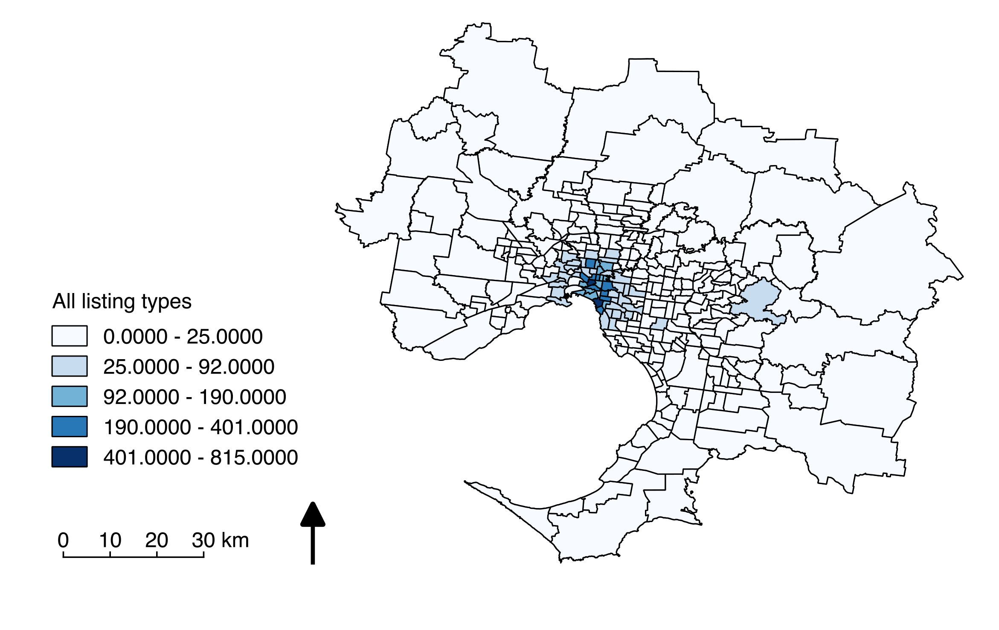 All listing types
0.0000 - 25.0000
25.0000 - 92.0000
92.0000 - 190.0000
190.0000 - 401.0000
401.0000 - 815.0000
0 10 20 30 km